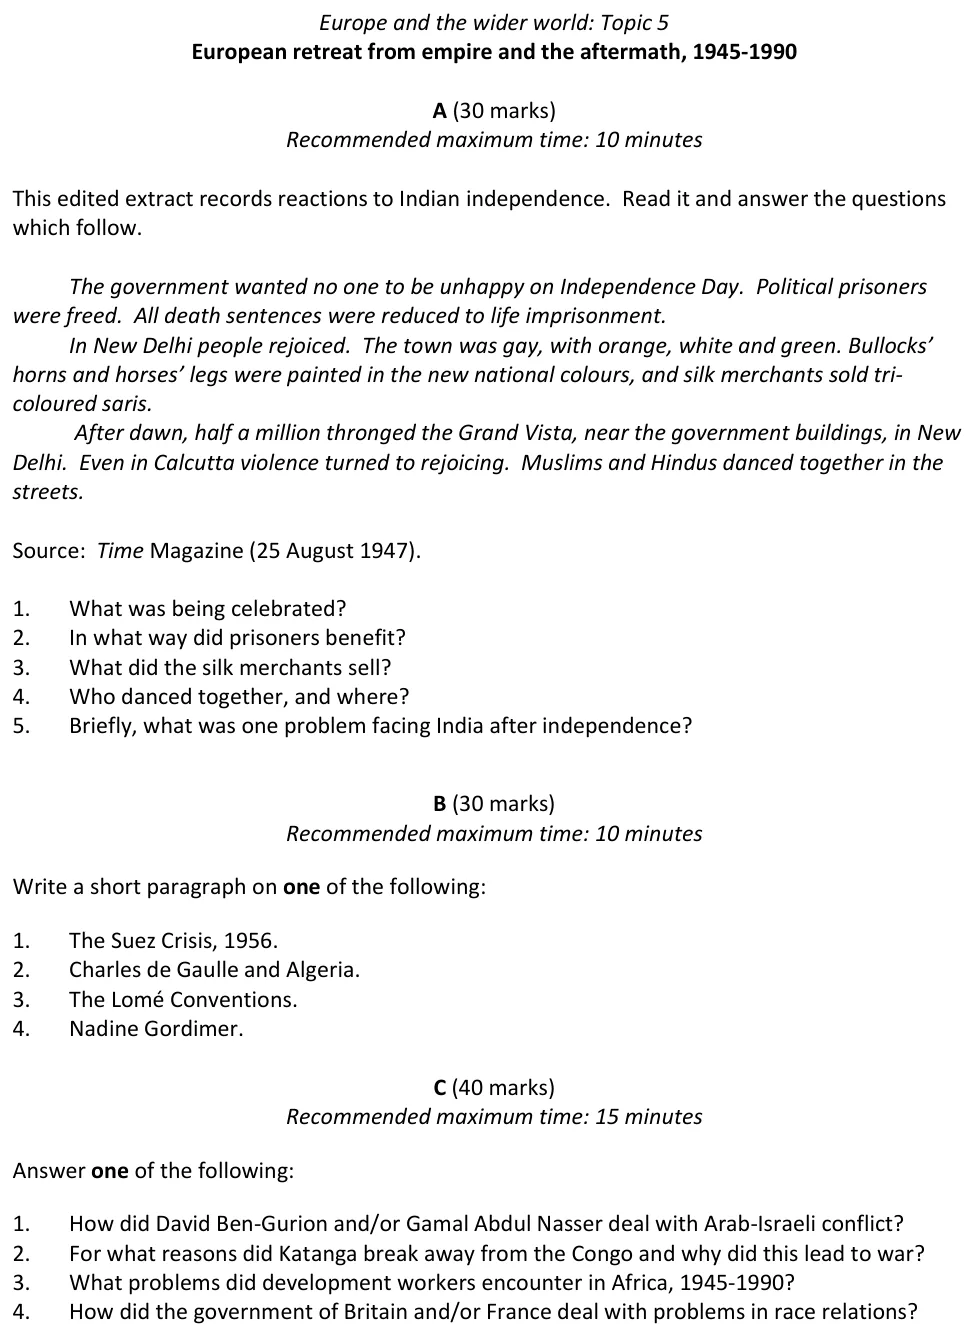 Europe and the wider world: Topic 5
European retreat from empire and the aftermath, 1945-1990
A (30 marks)
Recommended maximum time: 10 minutes
This edited extract records reactions to Indian independence.  Read it and answer the questions
which follow.
The government wanted no one to be unhappy on Independence Day.  Political prisoners
were freed.  All death sentences were reduced to life imprisonment.
In New Delhi people rejoiced.  The town was gay, with orange, white and green. Bullocks’
horns and horses’ legs were painted in the new national colours, and silk merchants sold tri-
coloured saris.
After dawn, half a million thronged the Grand Vista, near the government buildings, in New
Delhi.  Even in Calcutta violence turned to rejoicing.  Muslims and Hindus danced together in the
streets.
Source:  Time Magazine (25 August 1947).
1. What was being celebrated?
2. In what way did prisoners benefit?
3. What did the silk merchants sell?
4. Who danced together, and where?
5. Briefly, what was one problem facing India after independence?
B (30 marks)
Recommended maximum time: 10 minutes
Write a short paragraph on one of the following:
1. The Suez Crisis, 1956.
2. Charles de Gaulle and Algeria.
3. The Lomé Conventions.
4. Nadine Gordimer.
C (40 marks)
Recommended maximum time: 15 minutes
Answer one of the following:
1. How did David Ben-Gurion and/or Gamal Abdul Nasser deal with Arab-Israeli conflict?
2. For what reasons did Katanga break away from the Congo and why did this lead to war?
3. What problems did development workers encounter in Africa, 1945-1990?
4. How did the government of Britain and/or France deal with problems in race relations?